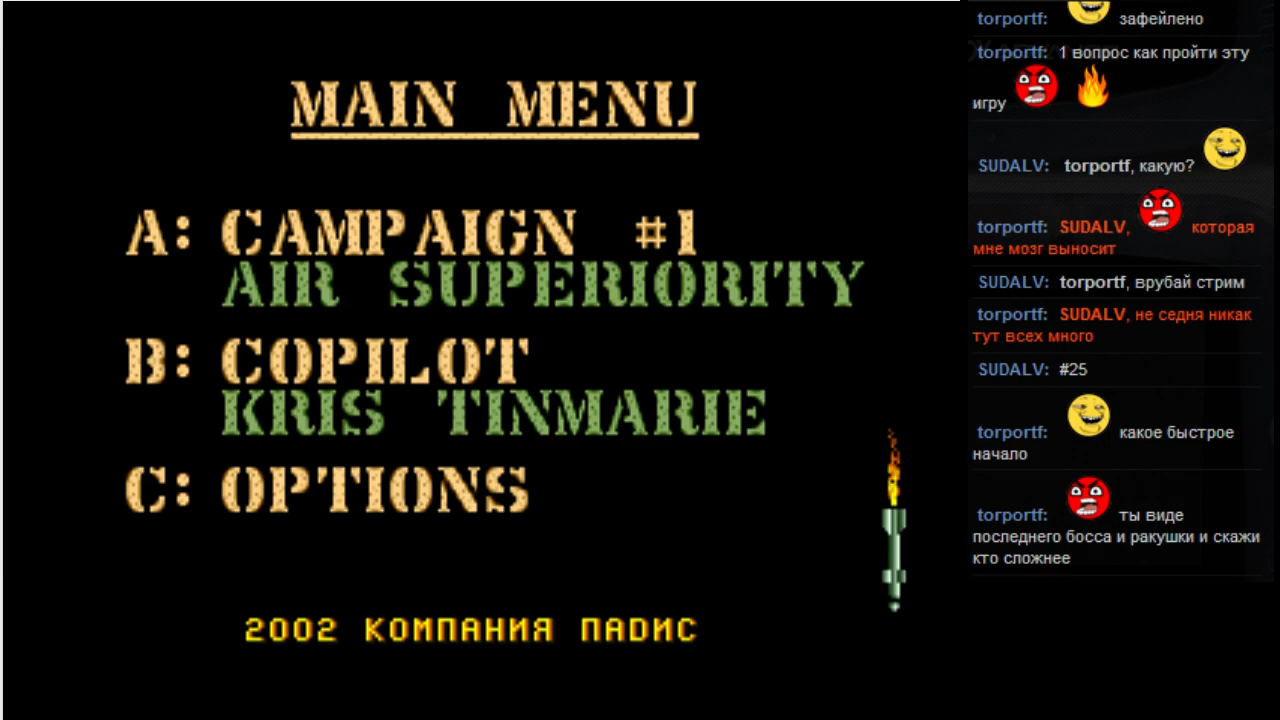 MAIN MENU
A: CAMPAIGN #1
AIR SUPERIORITY
B: COPILOT
KRIS TINMARIE
C: OPTIONS
2002 КОМПАНИЯ ПАДИС
torportf: зафейлено
torportf: 1 вопрос как пройти эту
игру
SUDALV: torportf, какую?
torportf: SUDALV, которая
мне мозг выносит
SUDALV: torportf, врубай стрим
torportf: SUDALV, не седня никак
тут всех много
SUDALV: #25
torportf: какое быстрое
начало
torportf: ты виде
последнего босса и ракушки и скажи
кто сложнее